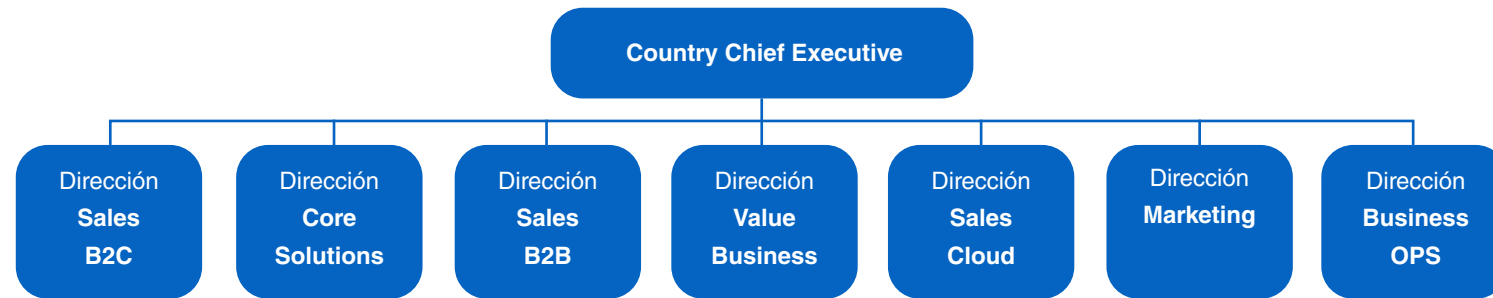 Country Chief Executive
Dirección
Sales
B2C
Dirección
Core
Solutions
Dirección
Sales
B2B
Dirección
Value
Business
Dirección
Sales
Cloud
Dirección
Marketing
Dirección
Business
OPS